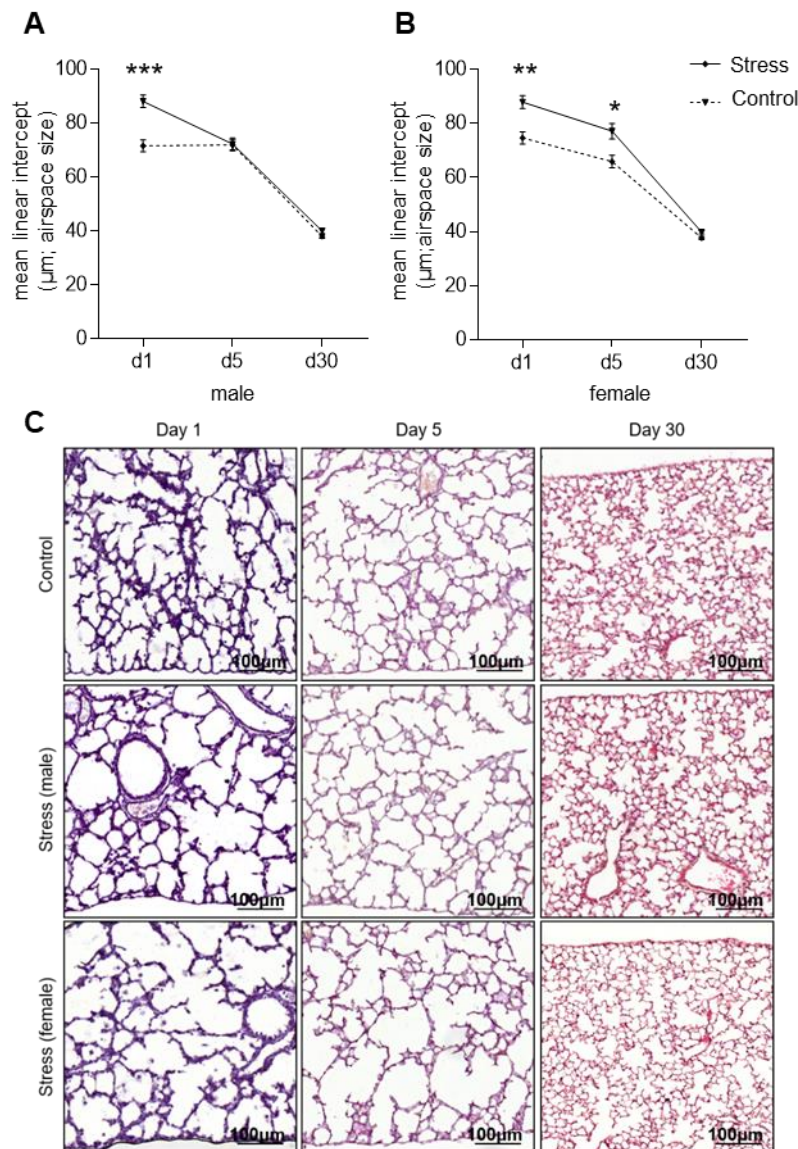 A
mean linear intercept
(µm; airspace size)
100
80
60
40
20
0
***
d1
d5
d30
male
B
mean linear intercept
(µm;airspace size)
100
80
60
40
20
0
**
*
d1
d5
d30
female
Stress
Control
C
Day 1
Day 5
Day 30
Control
100µm
100µm
100µm
Stress (male)
100µm
100µm
100µm
Stress (female)
100µm
100µm
100µm